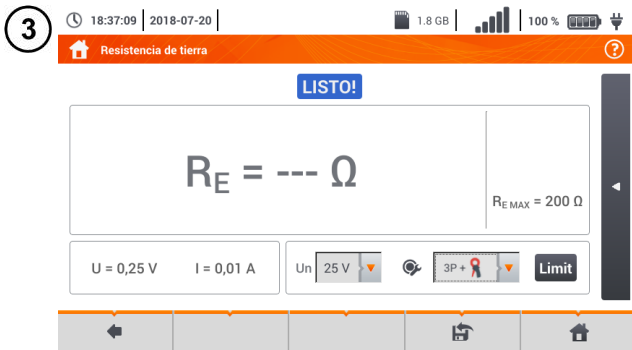 3
18:37:09 2018-07-20 1.8 GB 100 %
Resistencia de tierra ?
LISTO!
RE = --- Ω
RE MAX = 200 Ω
U = 0,25 V I = 0,01 A Un 25 V 3P + Limit